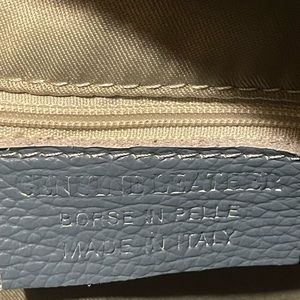 GENUINE LEATHER
BORSE IN PELLE
MADE IN ITALY